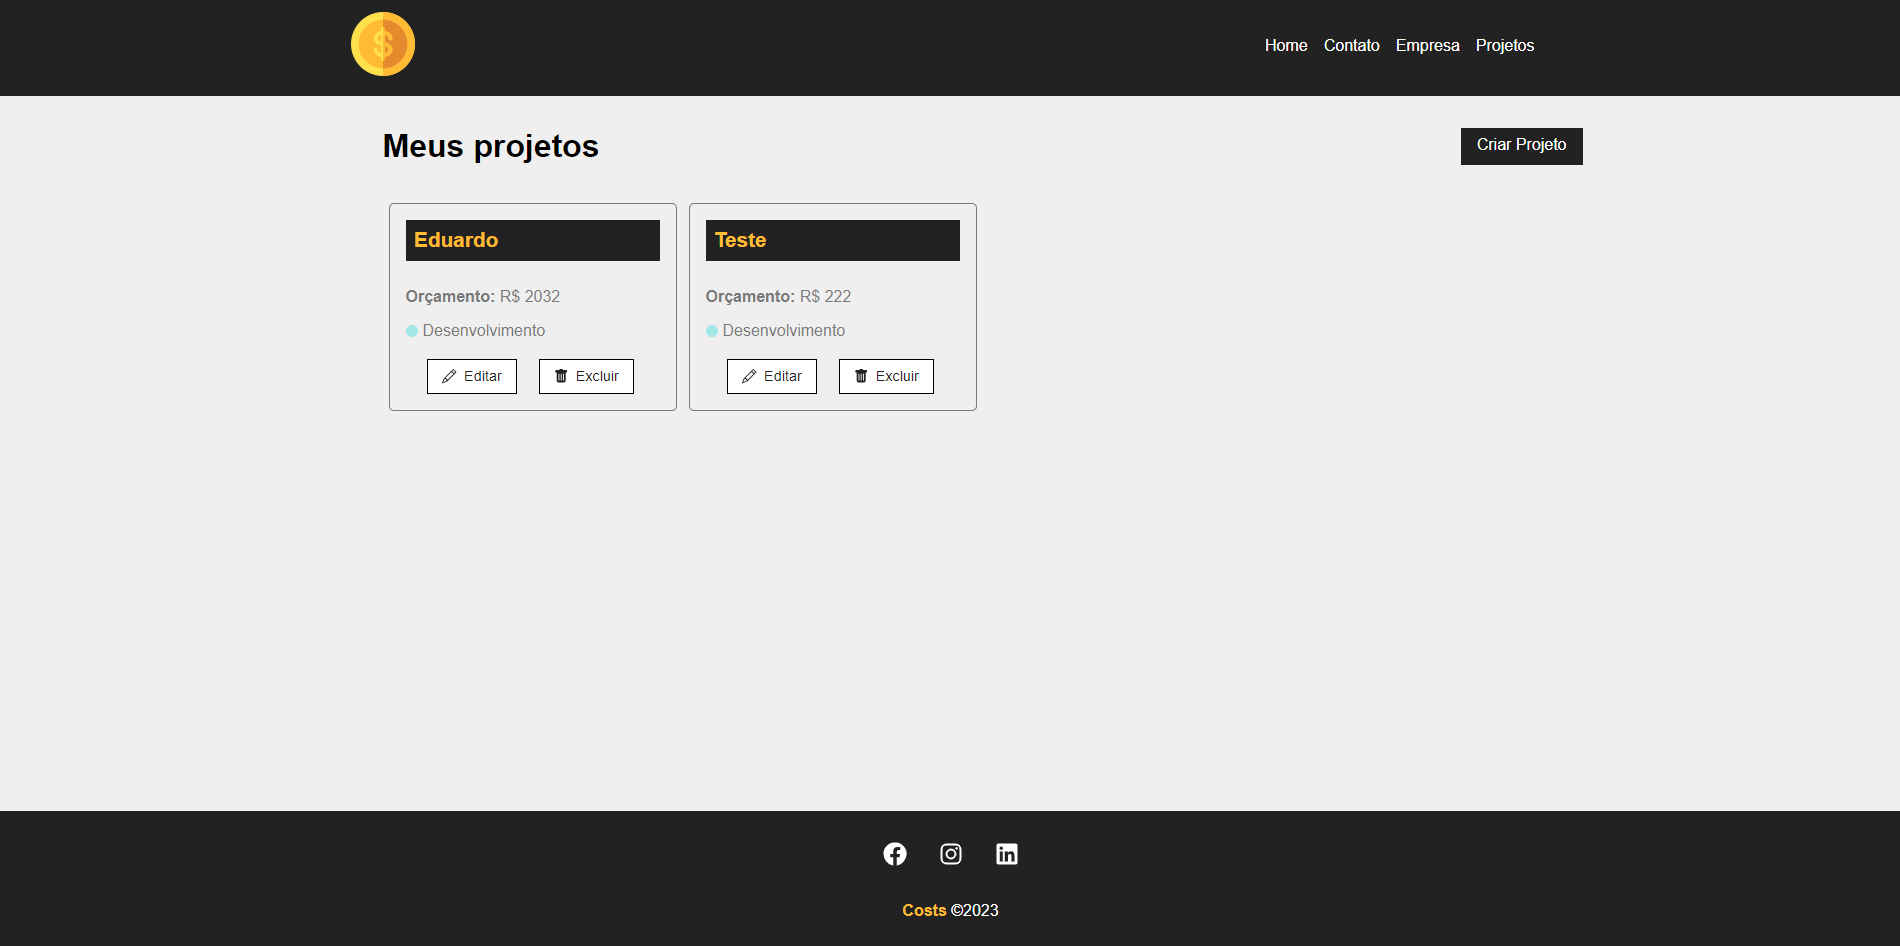 $
Home Contato Empresa Projetos
Meus projetos
Criar Projeto
Eduardo
Orçamento: R$ 2032
Desenvolvimento
Editar Excluir
Teste
Orçamento: R$ 222
Desenvolvimento
Editar Excluir
Costs ©2023